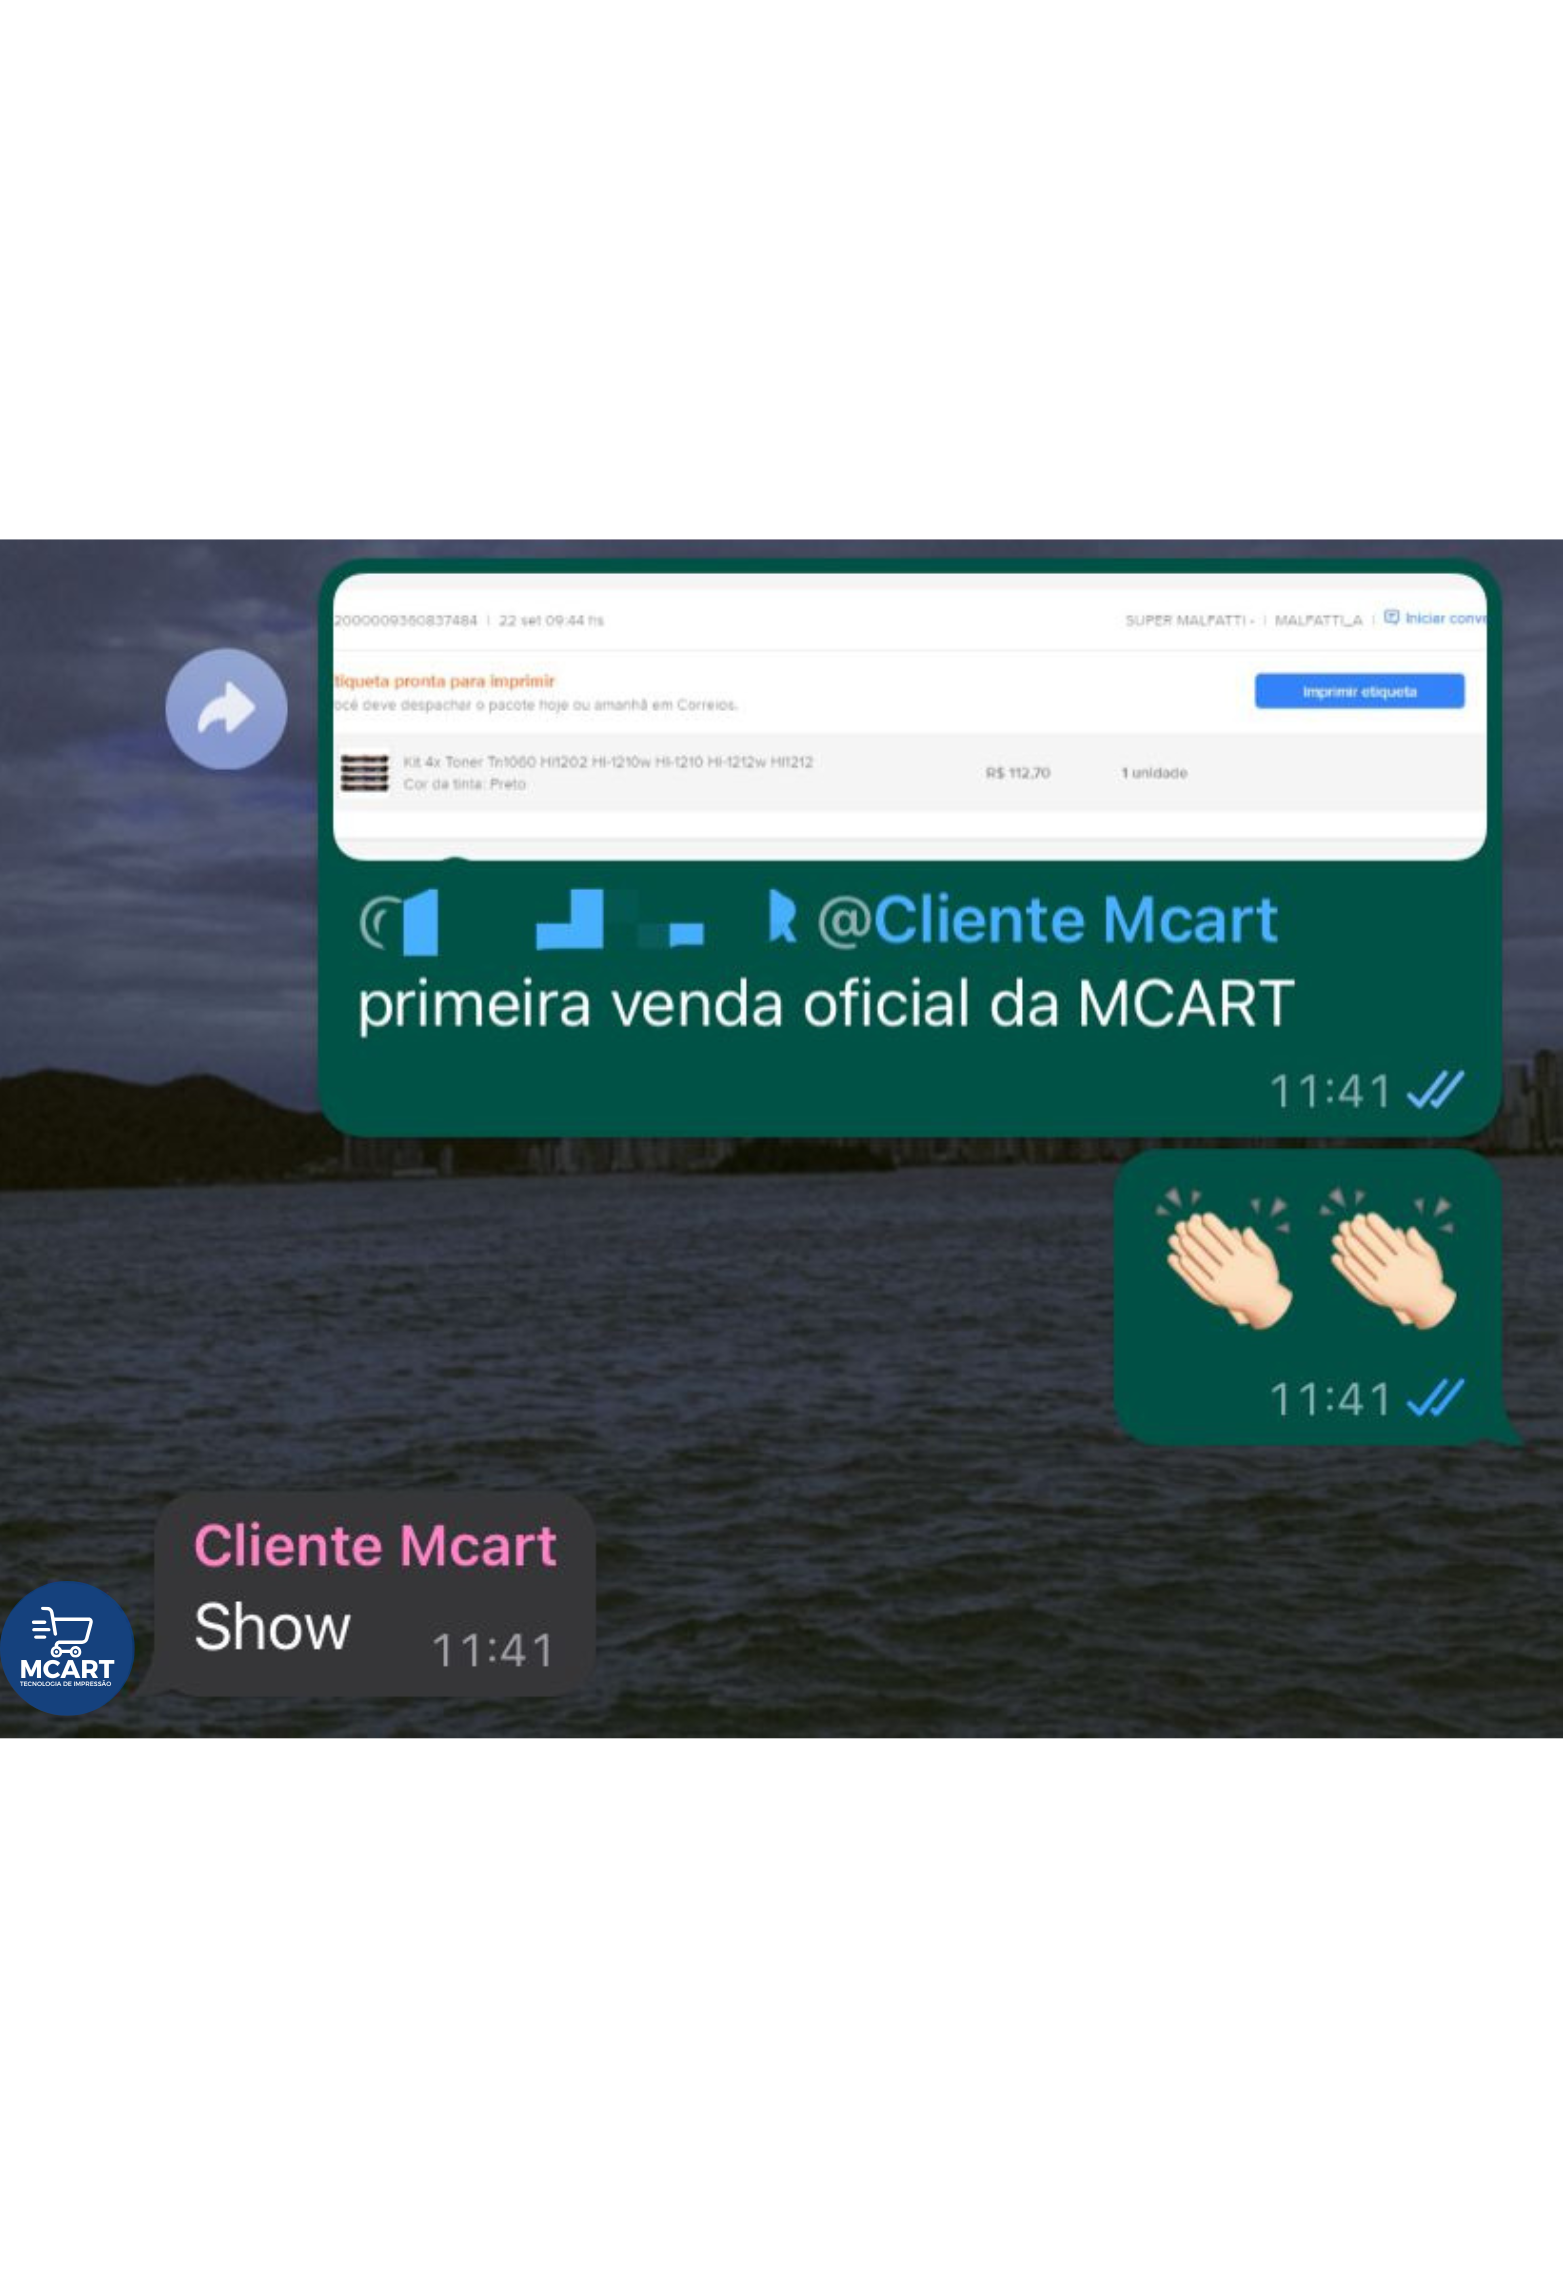 2000009360837484 | 22 set 09:44 hs
SUPER MALFATTI - | MALFATTI_A | Iniciar conve
tiqueta pronta para imprimir
ocê deve despachar o pacote hoje ou amanhã em Correios.
Imprimir etiqueta
Kit 4x Toner Tn1060 Hl1202 Hl-1210w Hl-1210 Hl-1212w Hl1212
Cor da tinta: Preto
R$ 112,70
1 unidade
@Cliente Mcart
primeira venda oficial da MCART
11:41
11:41
Cliente Mcart
Show
11:41
MCART
TECNOLOGIA DE IMPRESSÃO